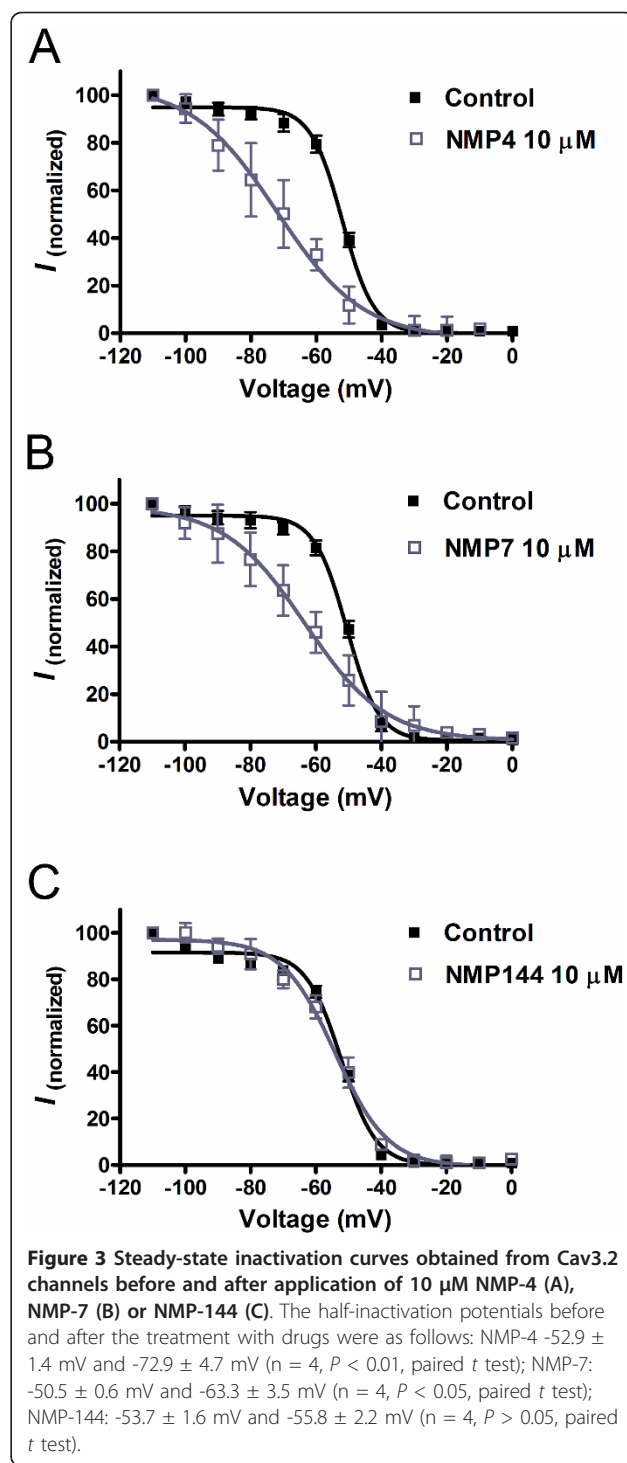 A
100
80
60
40
20
0
I (normalized)
Control
NMP4 10 μM
-120 -100 -80 -60 -40 -20 0
Voltage (mV)
B
100
80
60
40
20
0
I (normalized)
Control
NMP7 10 μM
-120 -100 -80 -60 -40 -20 0
Voltage (mV)
C
100
80
60
40
20
0
I (normalized)
Control
NMP144 10 μM
-120 -100 -80 -60 -40 -20 0
Voltage (mV)
Figure 3 Steady-state inactivation curves obtained from Cav3.2
channels before and after application of 10 μM NMP-4 (A),
NMP-7 (B) or NMP-144 (C). The half-inactivation potentials before
and after the treatment with drugs were as follows: NMP-4 -52.9 ±
1.4 mV and -72.9 ± 4.7 mV (n = 4, P < 0.01, paired t test); NMP-7:
-50.5 ± 0.6 mV and -63.3 ± 3.5 mV (n = 4, P < 0.05, paired t test);
NMP-144: -53.7 ± 1.6 mV and -55.8 ± 2.2 mV (n = 4, P > 0.05, paired
t test).